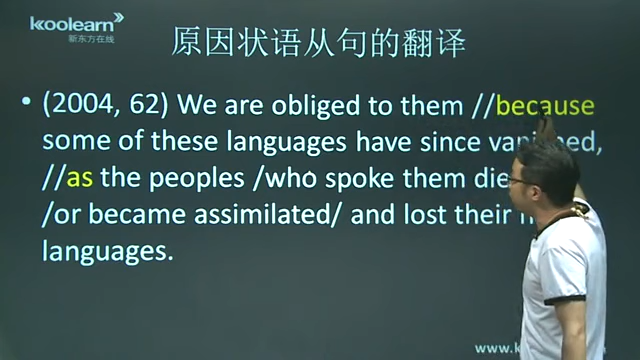 koolearn
新东方在线
原因状语从句的翻译
• (2004, 62) We are obliged to them //because
some of these languages have since
//as the peoples /who spoke them
/or became assimilated/ and lost their
languages.